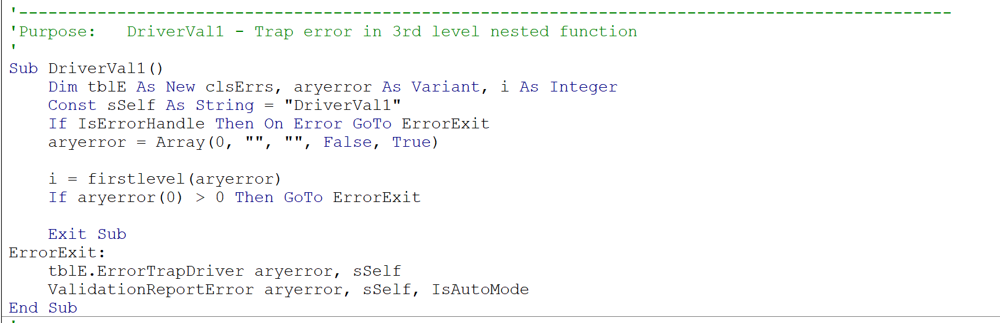 '-----------------------------------------------------------------------------------------------
'Purpose:   DriverVal1 - Trap error in 3rd level nested function
'
Sub DriverVal1()
    Dim tblE As New clsErrs, aryerror As Variant, i As Integer
    Const sSelf As String = "DriverVal1"
    If IsErrorHandle Then On Error GoTo ErrorExit
    aryerror = Array(0, "", "", False, True)

    i = firstlevel(aryerror)
    If aryerror(0) > 0 Then GoTo ErrorExit

    Exit Sub
ErrorExit:
    tblE.ErrorTrapDriver aryerror, sSelf
    ValidationReportError aryerror, sSelf, IsAutoMode
End Sub
'